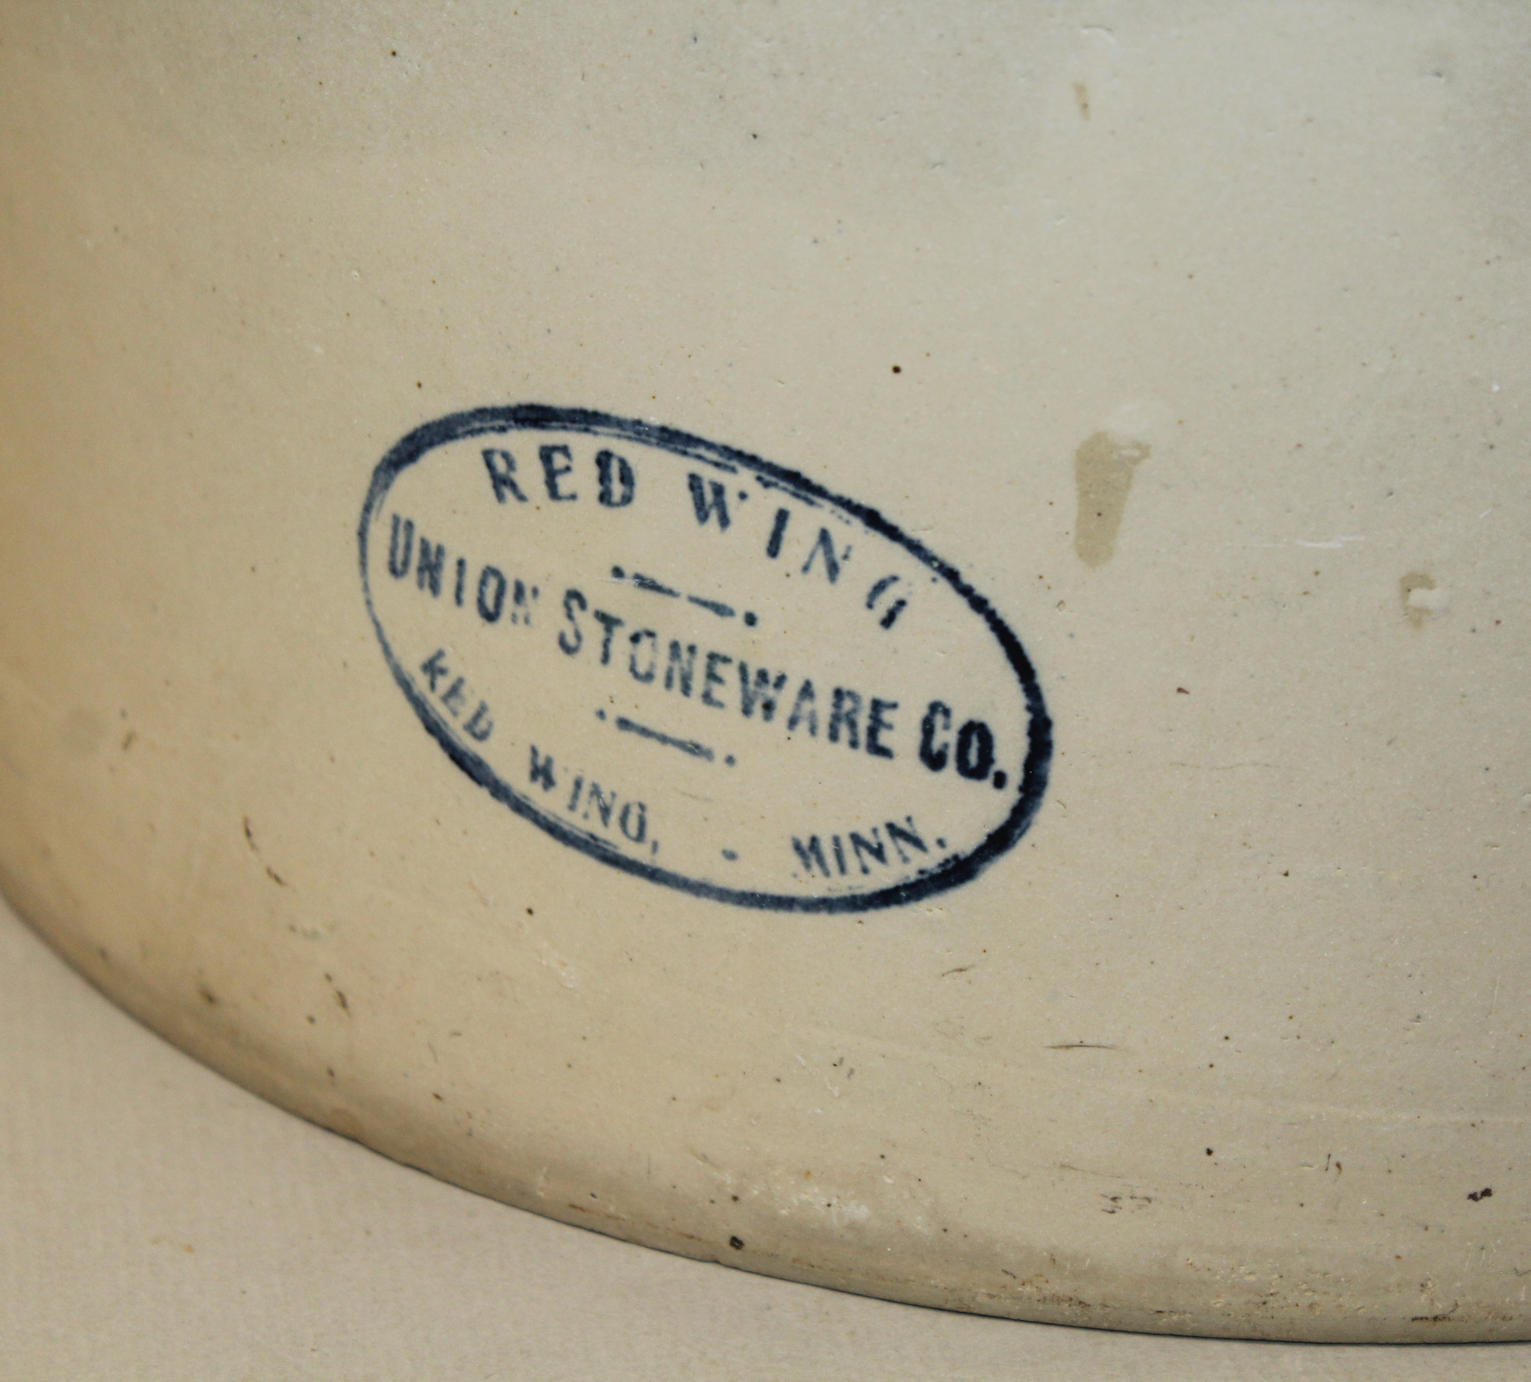 RED WING
UNION STONEWARE CO.
RED WING, - MINN.